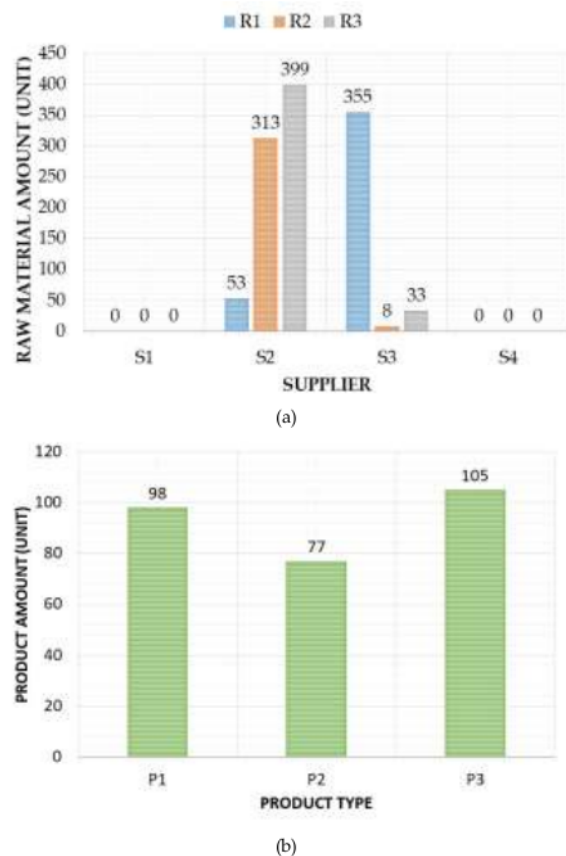 R1 R2 R3
RAW MATERIAL AMOUNT (UNIT)
450
400
350
300
250
200
150
100
50
0
0 0 0
53
313
399
355
8
33
0 0 0
S1 S2 S3 S4
SUPPLIER
(a)
PRODUCT AMOUNT (UNIT)
120
100
80
60
40
20
0
98
77
105
P1 P2 P3
PRODUCT TYPE
(b)